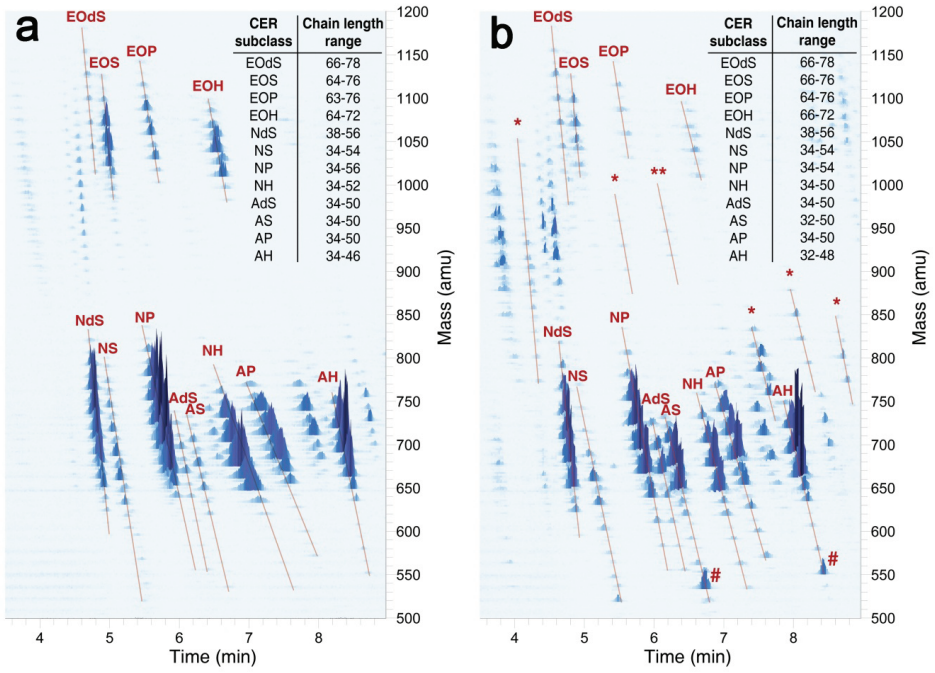 a
EOdS
EOS
EOP
EOH
CER subclass Chain length range
EOdS 66-78
EOS 64-76
EOP 63-76
EOH 64-72
NdS 38-56
NS 34-54
NP 34-56
NH 34-52
AdS 34-50
AS 34-50
AP 34-50
AH 34-46
NdS
NS
NP
AdS
AS
NH
AP
AH
1200
1150
1100
1050
1000
950
900
850
800
750
700
650
600
550
500
Mass (amu)
4 5 6 7 8
Time (min)
b
EOdS
EOS
EOP
EOH
CER subclass Chain length range
EOdS 66-78
EOS 66-76
EOP 64-76
EOH 66-72
NdS 38-56
NS 34-54
NP 34-54
NH 34-50
AdS 34-50
AS 32-50
AP 34-50
AH 32-48
*
*
**
*
*
*
NdS
NS
NP
AdS
AS
NH
AP
AH
#
#
1200
1150
1100
1050
1000
950
900
850
800
750
700
650
600
550
500
Mass (amu)
4 5 6 7 8
Time (min)